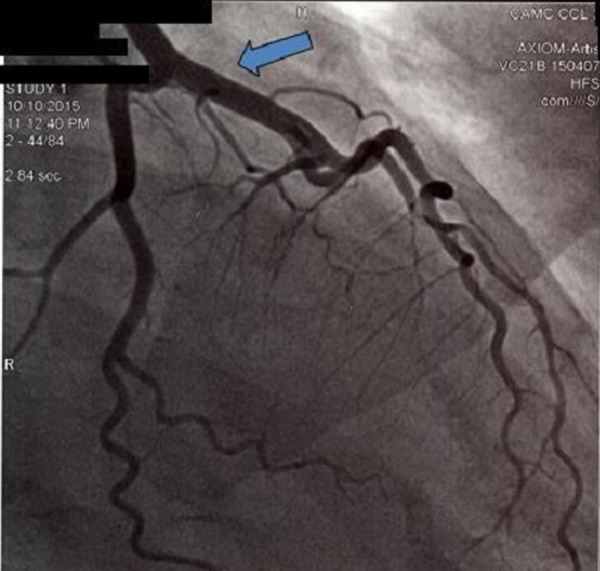 H
CAMC CCL
AXIOM-Artis
VC21B 150407
HFS
STUDY 1
10/10/2015
11:12:40 PM
2 - 44/84
2.84 sec
R